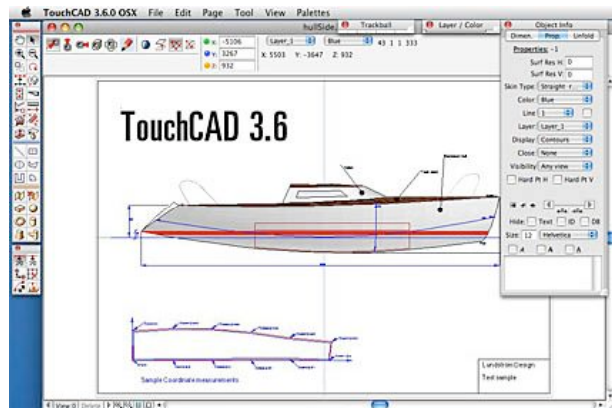 TouchCAD 3.6.0 OSX File Edit Page Tool View Palettes
hullSide.
Trackball
Layer / Color
Object Info
x: -5106
Layer_1
Blue
43 1 1 333
y: 3267
X: 5503 Y: -3647 Z: 932
z: 932
Dimen. Prop. Unfold
Properties: -1
Surf Res H: 0
Surf Res V: 0
Skin Type: Straight r...
Color: Blue
Line: 1
Layer: Layer_1
Display: Contours
Close: None
Visibility: Any view
Hard Pt H Hard Pt V
Hide: Text ID DB
Size: 12 Helvetica
A A A
TouchCAD 3.6
Sample Coordinate measurements
Lundstrom Design
Test sample
View 0 Delete